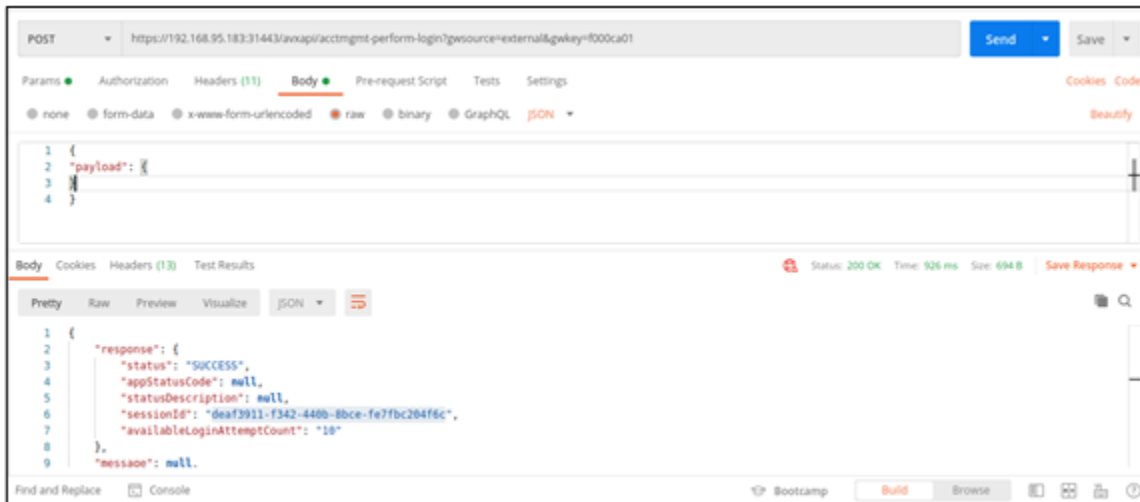 POST https://192.168.95.183:31443/avxapi/acctmgmt-perform-login?gwsource=external&gwkey=f000ca01 Send Save
Params Authorization Headers (11) Body Pre-request Script Tests Settings Cookies Code
none form-data x-www-form-urlencoded raw binary GraphQL JSON Beautify
1 {
2 "payload": {
3 }
4 }
Body Cookies Headers (13) Test Results Status: 200 OK Time: 926 ms Size: 694 B Save Response
Pretty Raw Preview Visualize JSON
1 {
2 "response": {
3 "status": "SUCCESS",
4 "appStatusCode": null,
5 "statusDescription": null,
6 "sessionId": "deaf3911-f342-440b-8bce-fe7fbc204f6c",
7 "availableLoginAttemptCount": "10"
8 },
9 "message": null,
Find and Replace Console Bootcamp Build Browse